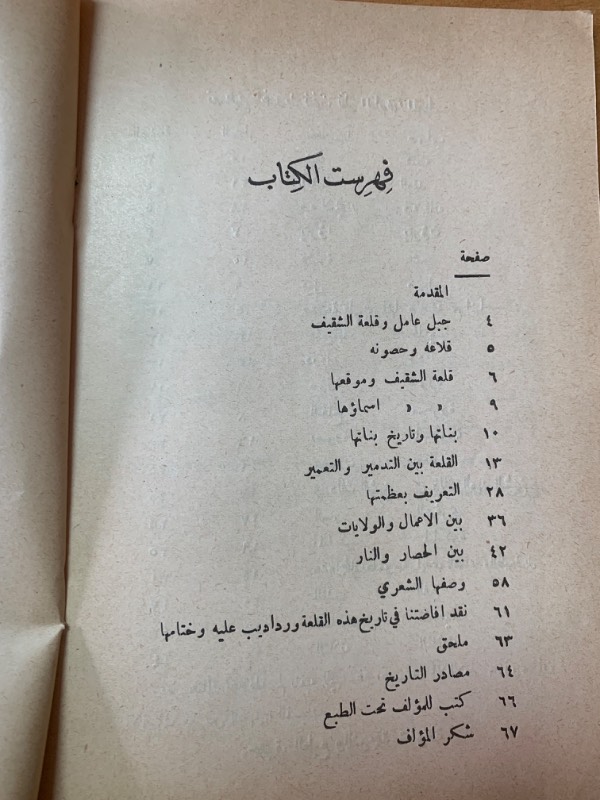 فهرست الكتاب
صفحة
المقدمة
٤ جبل عامل وقلعة الشقيف
٥ قلاعه وحصونه
٦ قلعة الشقيف وموقعها
٩ » » اسماؤها
١٠ بناتها وتاريخ بنائها
١٣ القلعة بين التدمير والتعمير
٢٨ التعريف بعظمتها
٣٦ بين الاعمال والولايات
٤٢ بين الحصار والنار
٥٨ وصفها الشعري
٦١ نقد افاضتنا في تاريخ هذه القلعة ورد اديب عليه وختامها
٦٣ ملحق
٦٤ مصادر التاريخ
٦٦ كتب للمؤلف تحت الطبع
٦٧ شكر المؤلف